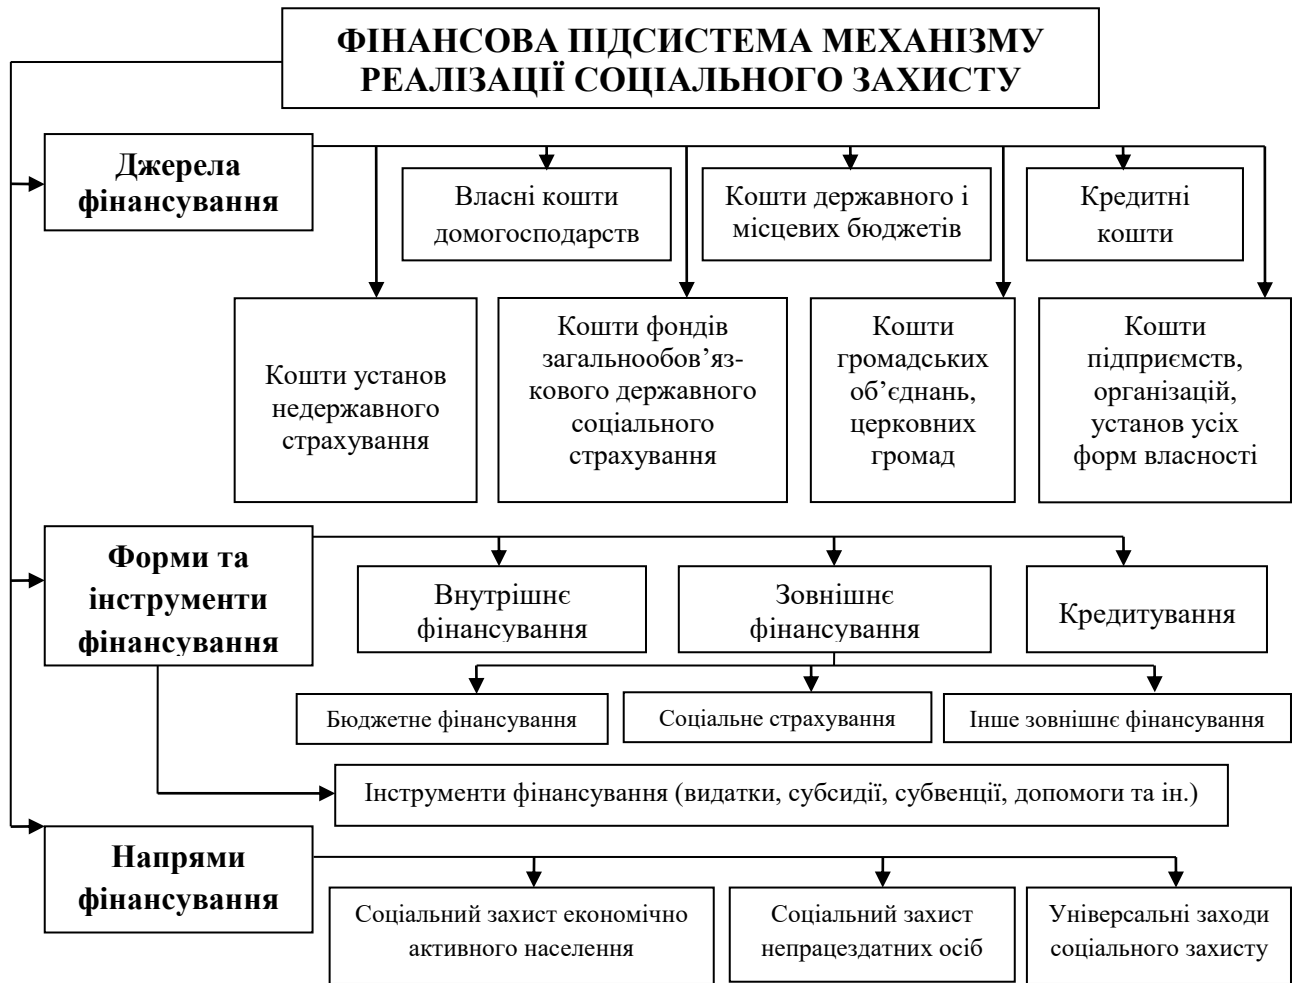 ФІНАНСОВА ПІДСИСТЕМА МЕХАНІЗМУ
РЕАЛІЗАЦІЇ СОЦІАЛЬНОГО ЗАХИСТУ
Джерела
фінансування
Власні кошти
домогосподарств
Кошти державного і
місцевих бюджетів
Кредитні
кошти
Кошти установ
недержавного
страхування
Кошти фондів
загальнообов’яз-
кового державного
соціального
страхування
Кошти
громадських
об’єднань,
церковних
громад
Кошти
підприємств,
організацій,
установ усіх
форм власності
Форми та
інструменти
фінансування
Внутрішнє
фінансування
Зовнішнє
фінансування
Кредитування
Бюджетне фінансування
Соціальне страхування
Інше зовнішнє фінансування
Інструменти фінансування (видатки, субсидії, субвенції, допомоги та ін.)
Напрями
фінансування
Соціальний захист економічно
активного населення
Соціальний захист
непрацездатних осіб
Універсальні заходи
соціального захисту